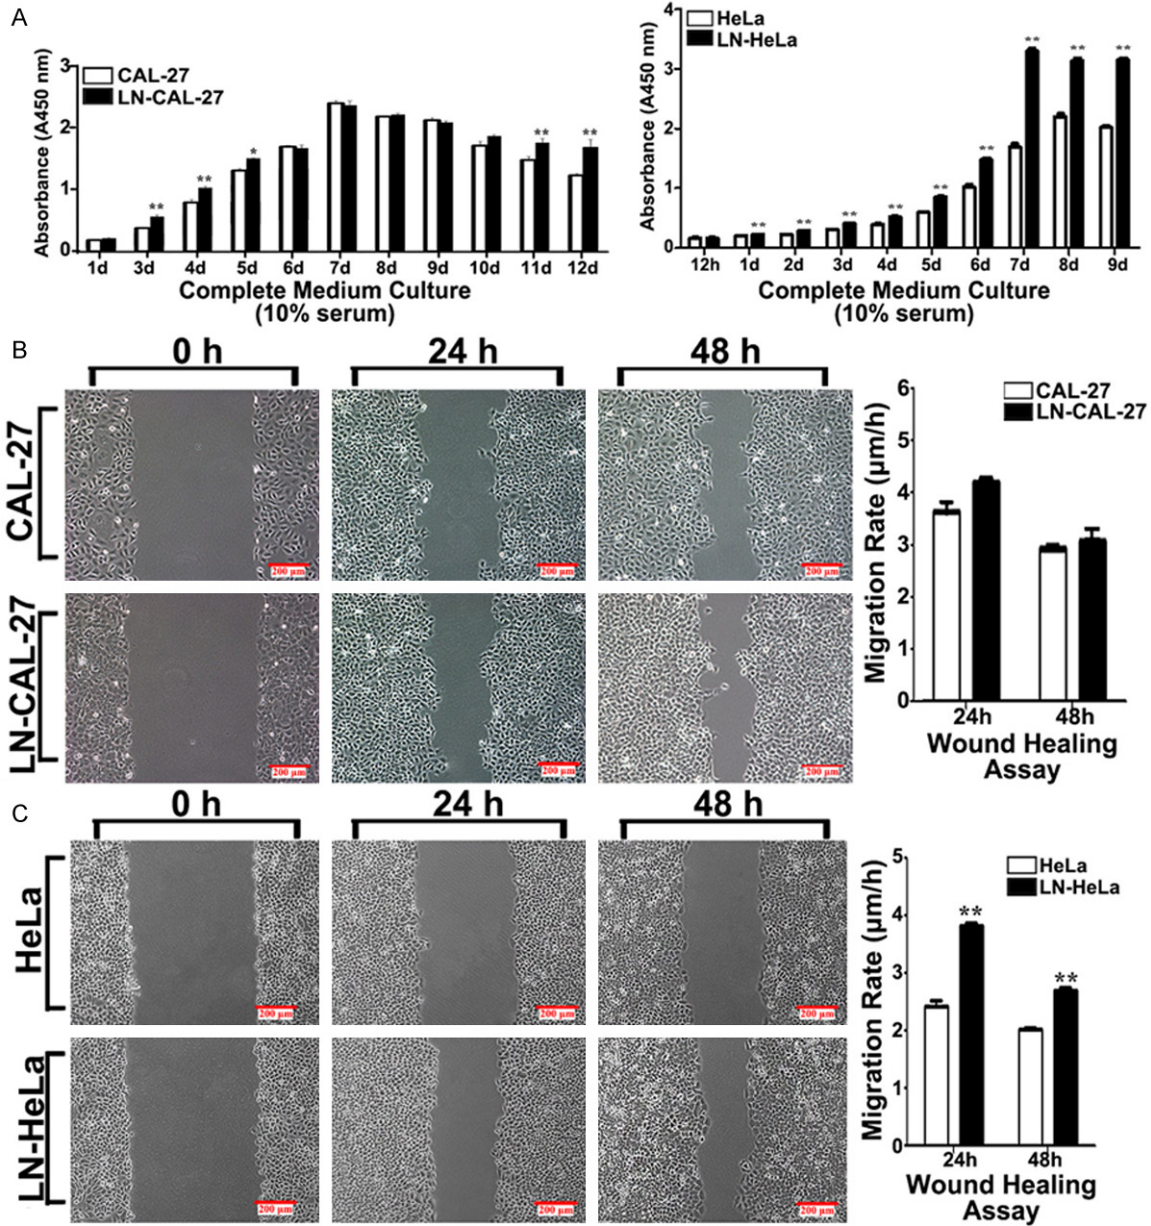 A
Absorbance (A450 nm)
3
2
1
0
CAL-27
LN-CAL-27
**
**
*
**
**
1d 3d 4d 5d 6d 7d 8d 9d 10d 11d 12d
Complete Medium Culture
(10% serum)
Absorbance (A450 nm)
4
3
2
1
0
HeLa
LN-HeLa
**
**
**
**
**
**
**
**
**
12h 1d 2d 3d 4d 5d 6d 7d 8d 9d
Complete Medium Culture
(10% serum)
B
0 h 24 h 48 h
CAL-27
200 μm
200 μm
200 μm
LN-CAL-27
200 μm
200 μm
200 μm
Migration Rate (μm/h)
6
5
4
3
2
1
0
CAL-27
LN-CAL-27
24h 48h
Wound Healing
Assay
C
0 h 24 h 48 h
HeLa
200 μm
200 μm
200 μm
LN-HeLa
200 μm
200 μm
200 μm
Migration Rate (μm/h)
5
4
3
2
1
0
HeLa
LN-HeLa
**
**
24h 48h
Wound Healing
Assay